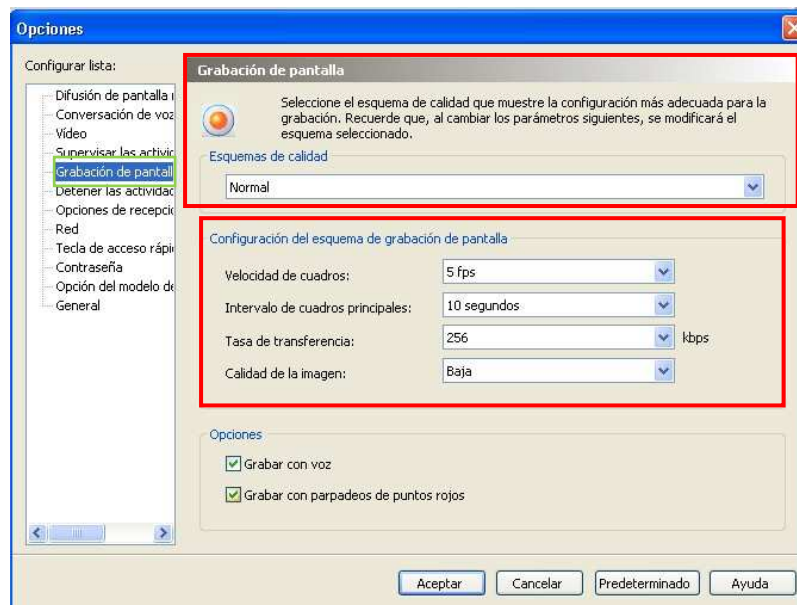 Opciones
Configurar lista:
Difusión de pantalla
Conversación de voz
Vídeo
Supervisar las activic
Grabación de pantall
Detener las actividac
Opciones de recepcic
Red
Tecla de acceso rápi
Contraseña
Opción del modelo de
General
Grabación de pantalla
Seleccione el esquema de calidad que muestre la configuración más adecuada para la
grabación. Recuerde que, al cambiar los parámetros siguientes, se modificará el
esquema seleccionado.
Esquemas de calidad
Normal
Configuración del esquema de grabación de pantalla
Velocidad de cuadros: 5 fps
Intervalo de cuadros principales: 10 segundos
Tasa de transferencia: 256 kbps
Calidad de la imagen: Baja
Opciones
Grabar con voz
Grabar con parpadeos de puntos rojos
Aceptar Cancelar Predeterminado Ayuda